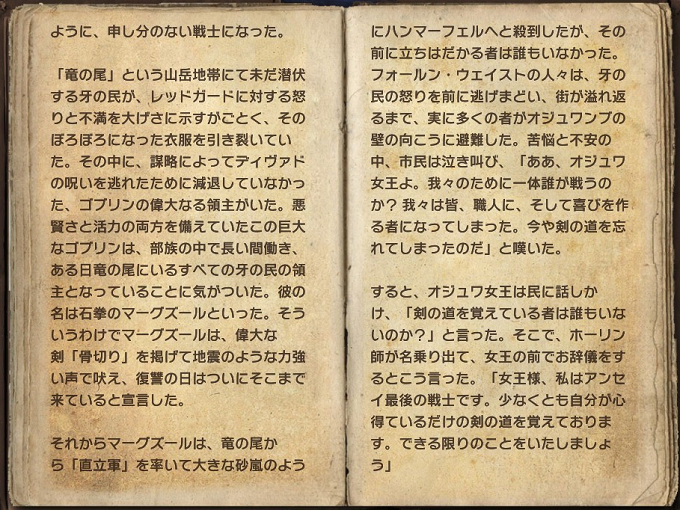 ように、申し分のない戦士になった。
「竜の尾」という山岳地帯にて未だ潜伏
する牙の民が、レッドガードに対する怒
りと不満を大げさに示すがごとく、その
ぼろぼろになった衣服を引き裂いてい
た。その中に、謀略によってディヴァド
の呪いを逃れたために減退していなかっ
た、ゴブリンの偉大なる領主がいた。悪
賢さと活力の両方を備えていたこの巨大
なゴブリンは、部族の中で長い間働き、
ある日竜の尾にいるすべての牙の民の領
主となっていることに気がついた。彼の
名は石拳のマーグズールといった。そう
いうわけでマーグズールは、偉大な
剣「骨切り」を掲げて地震のような力強
い声で吠え、復讐の日はついにそこまで
来ていると宣言した。
それからマーグズールは、竜の尾か
ら「直立軍」を率いて大きな砂嵐のよう
にハンマーフェルへと殺到したが、その
前に立ちはだかる者は誰もいなかった。
フォールン・ウェイストの人々は、牙の
民の怒りを前に逃げまどい、街が溢れ返
るまで、実に多くの者がオジュワンプの
壁の向こうに避難した。苦悩と不安の
中、市民は泣き叫び、「ああ、オジュワ
女王よ。我々のために一体誰が戦うの
か? 我々は皆、職人に、そして喜びを作
る者になってしまった。今や剣の道を忘
れてしまったのだ」と嘆いた。
すると、オジュワ女王は民に話しか
け、「剣の道を覚えている者は誰もいな
いのか?」と言った。そこで、ホーリン
師が名乗り出て、女王の前でお辞儀をす
るとこう言った。「女王様、私はアンセ
イ最後の戦士です。少なくとも自分が心
得ているだけの剣の道を覚えておりま
す。できる限りのことをいたしましょ
う」